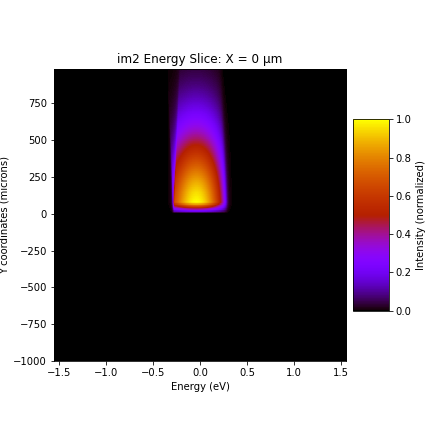 im2 Energy Slice: X = 0 μm
750
500
250
0
−250
−500
−750
−1000
Y coordinates (microns)
−1.5 −1.0 −0.5 0.0 0.5 1.0 1.5
Energy (eV)
1.0
0.8
0.6
0.4
0.2
0.0
Intensity (normalized)